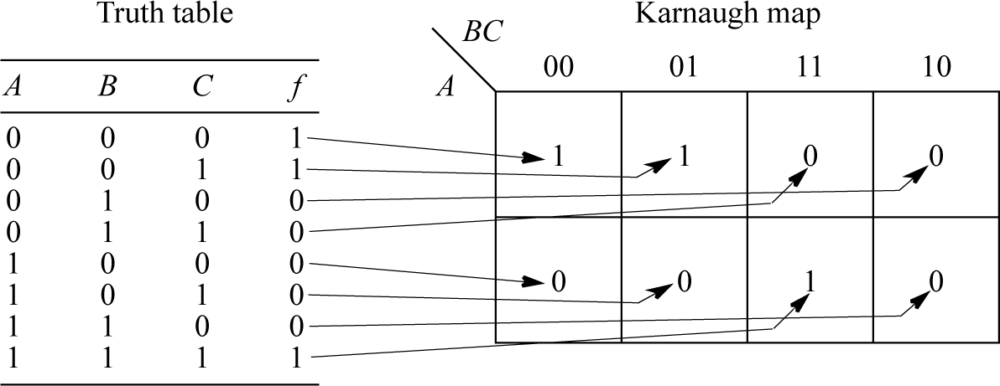 Truth table
A B C f
0 0 0 1
0 0 1 1
0 1 0 0
0 1 1 0
1 0 0 0
1 0 1 0
1 1 0 0
1 1 1 1
Karnaugh map
BC
A
00 01 11 10
1 1 0 0
0 0 1 0